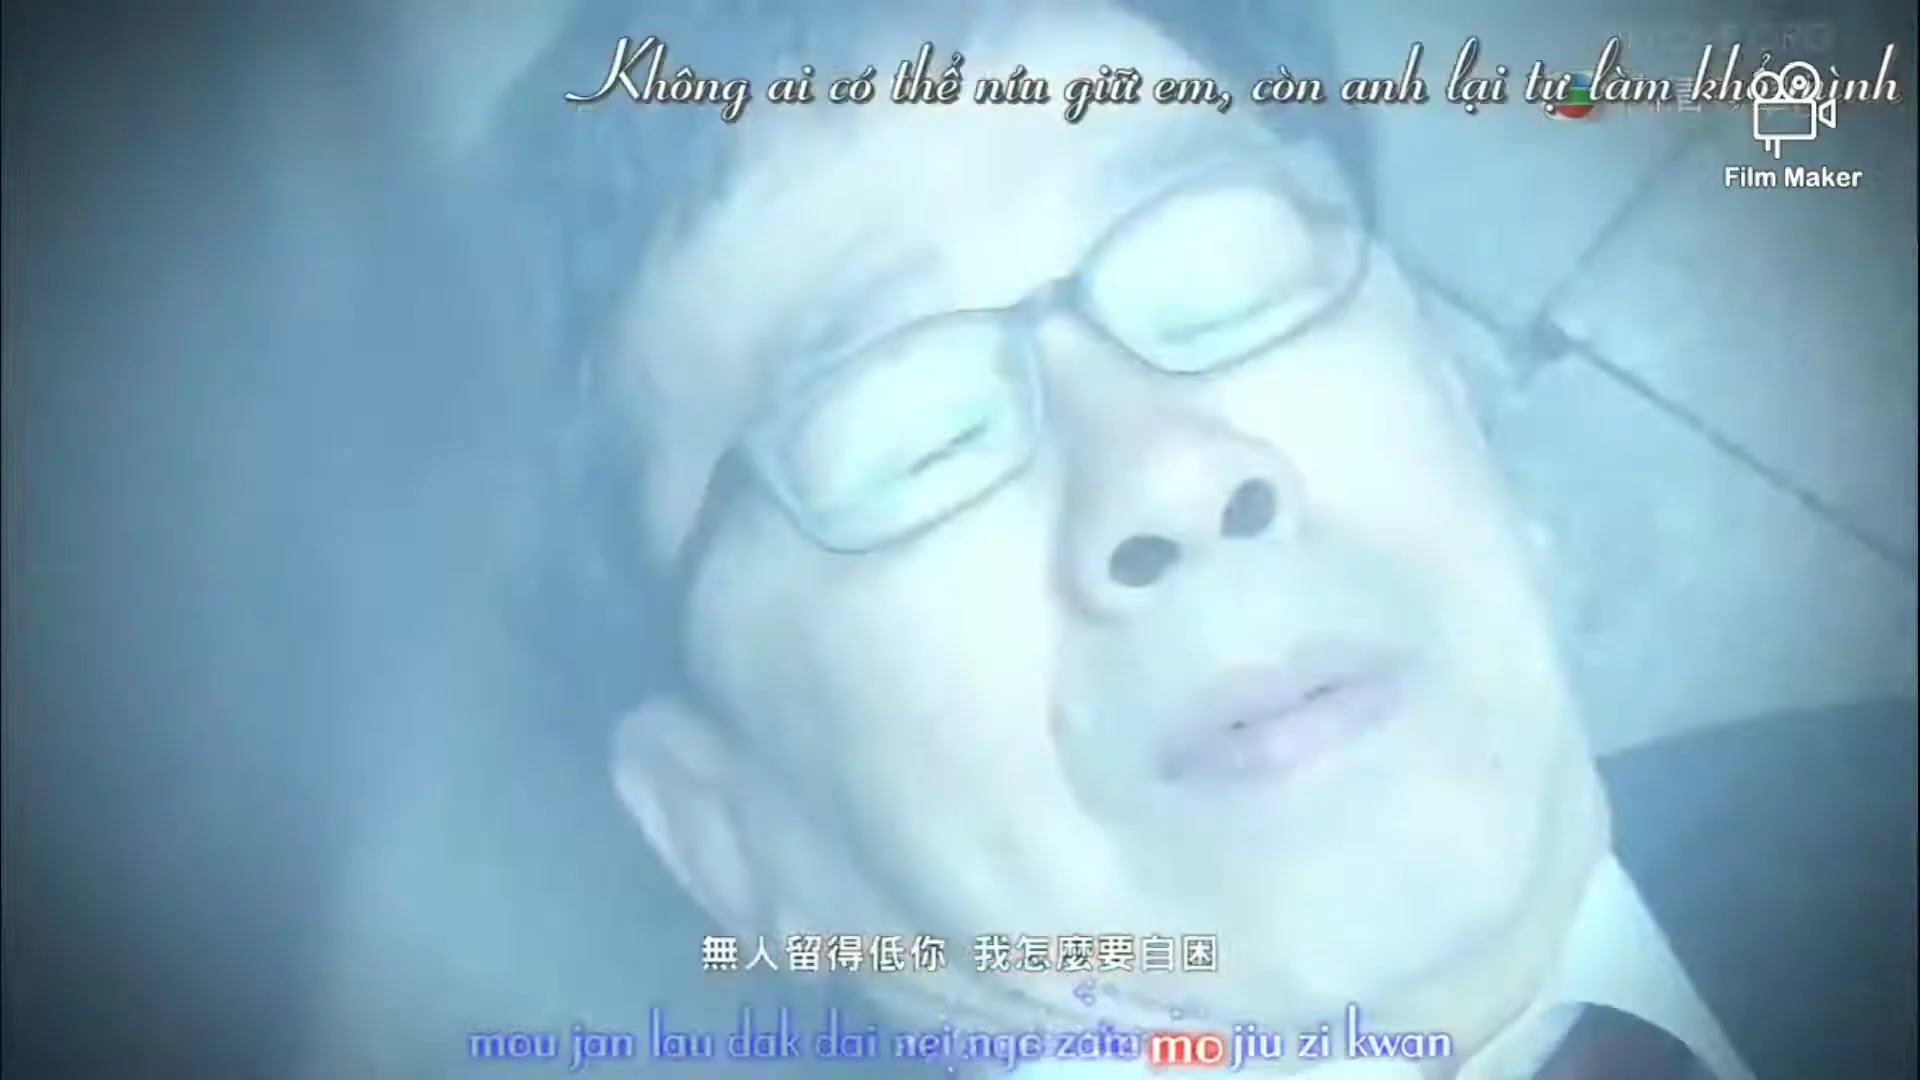 Không ai có thể níu giữ em, còn anh lại tự làm khổ mình
Film Maker
無人留得低你 我怎麼要自困
mou jan lau dak dai nei ngo zam mo jiu zi kwan